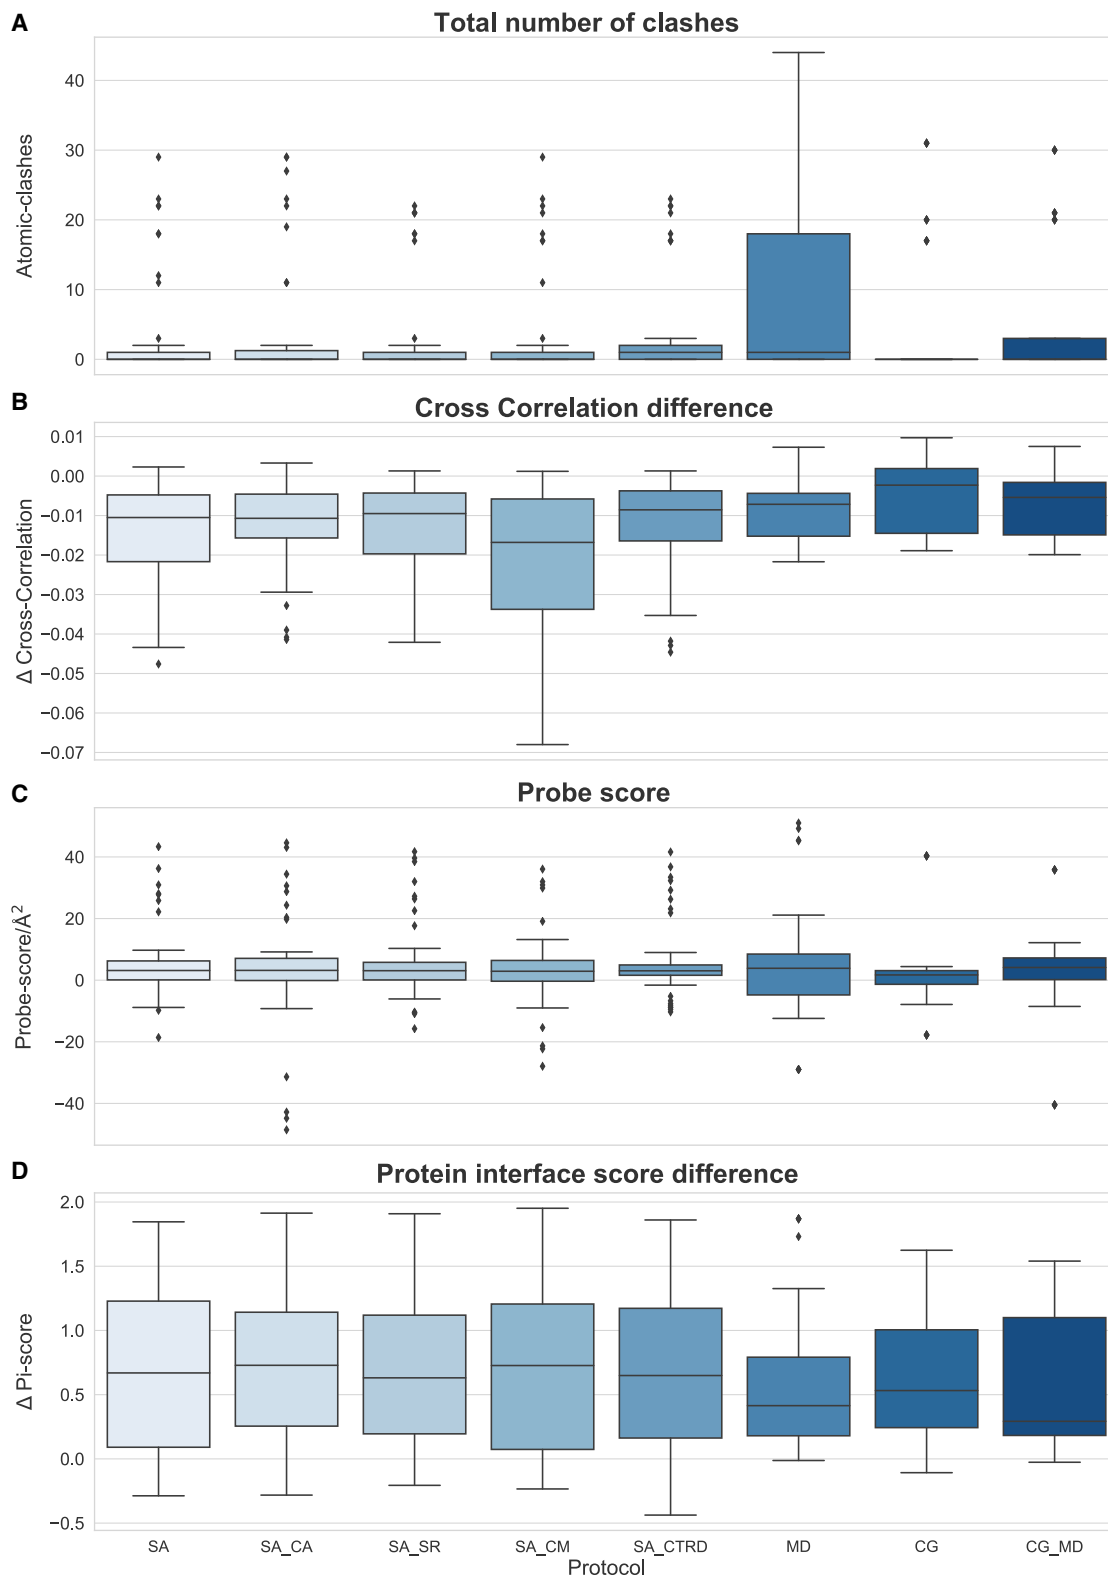 A
Total number of clashes
Atomic-clashes
40
30
20
10
0
B
Cross Correlation difference
Δ Cross-Correlation
0.01
0.00
−0.01
−0.02
−0.03
−0.04
−0.05
−0.06
−0.07
C
Probe score
Probe-score/Å²
40
20
0
−20
−40
D
Protein interface score difference
Δ Pi-score
2.0
1.5
1.0
0.5
0.0
−0.5
SA SA_CA SA_SR SA_CM SA_CTRD MD CG CG_MD
Protocol